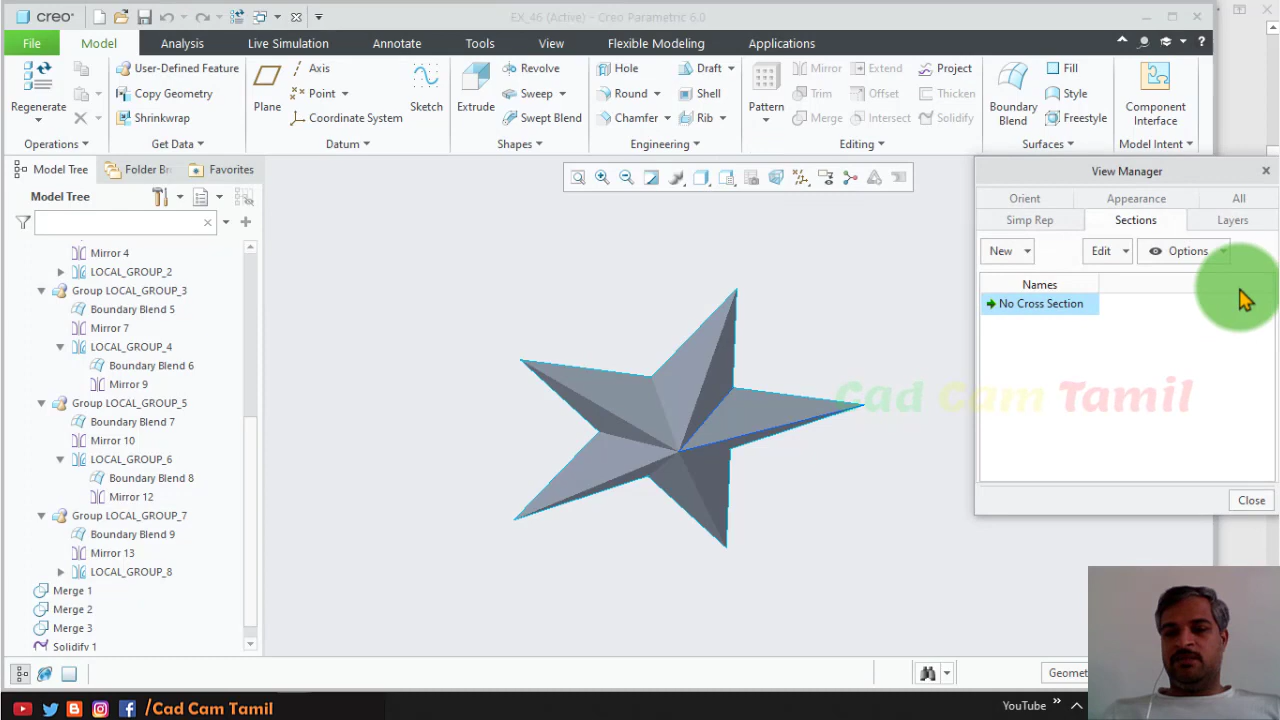 creo
EX_46 (Active) - Creo Parametric 6.0
File Model Analysis Live Simulation Annotate Tools View Flexible Modeling Applications
Regenerate
Operations
User-Defined Feature
Copy Geometry
Shrinkwrap
Get Data
Plane
Axis
Point
Coordinate System
Sketch
Datum
Extrude
Revolve
Sweep
Swept Blend
Shapes
Hole
Round
Chamfer
Draft
Shell
Rib
Engineering
Pattern
Mirror
Trim
Merge
Extend
Offset
Intersect
Project
Thicken
Solidify
Editing
Boundary
Blend
Fill
Style
Freestyle
Surfaces
Component
Interface
Model Intent
Model Tree Folder Br Favorites
Model Tree
Mirror 4
LOCAL_GROUP_2
Group LOCAL_GROUP_3
Boundary Blend 5
Mirror 7
LOCAL_GROUP_4
Boundary Blend 6
Mirror 9
Group LOCAL_GROUP_5
Boundary Blend 7
Mirror 10
LOCAL_GROUP_6
Boundary Blend 8
Mirror 12
Group LOCAL_GROUP_7
Boundary Blend 9
Mirror 13
LOCAL_GROUP_8
Merge 1
Merge 2
Merge 3
Solidify 1
View Manager
Orient Appearance All
Simp Rep Sections Layers
New Edit Options
Names
No Cross Section
Close
Cad Cam Tamil
Geomet
/Cad Cam Tamil
YouTube »